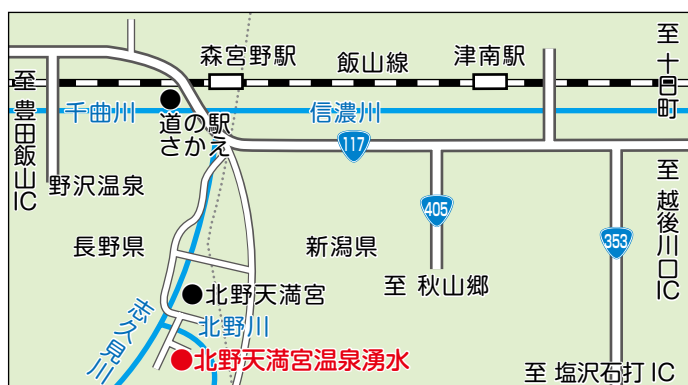 森宮野駅
飯山線
津南駅
至 十日町
至 豊田飯山IC
千曲川
信濃川
道の駅
さかえ
117
野沢温泉
405
353
至 越後川口IC
長野県
新潟県
至 秋山郷
北野天満宮
志久見川
北野川
北野天満宮温泉湧水
至 塩沢石打 IC